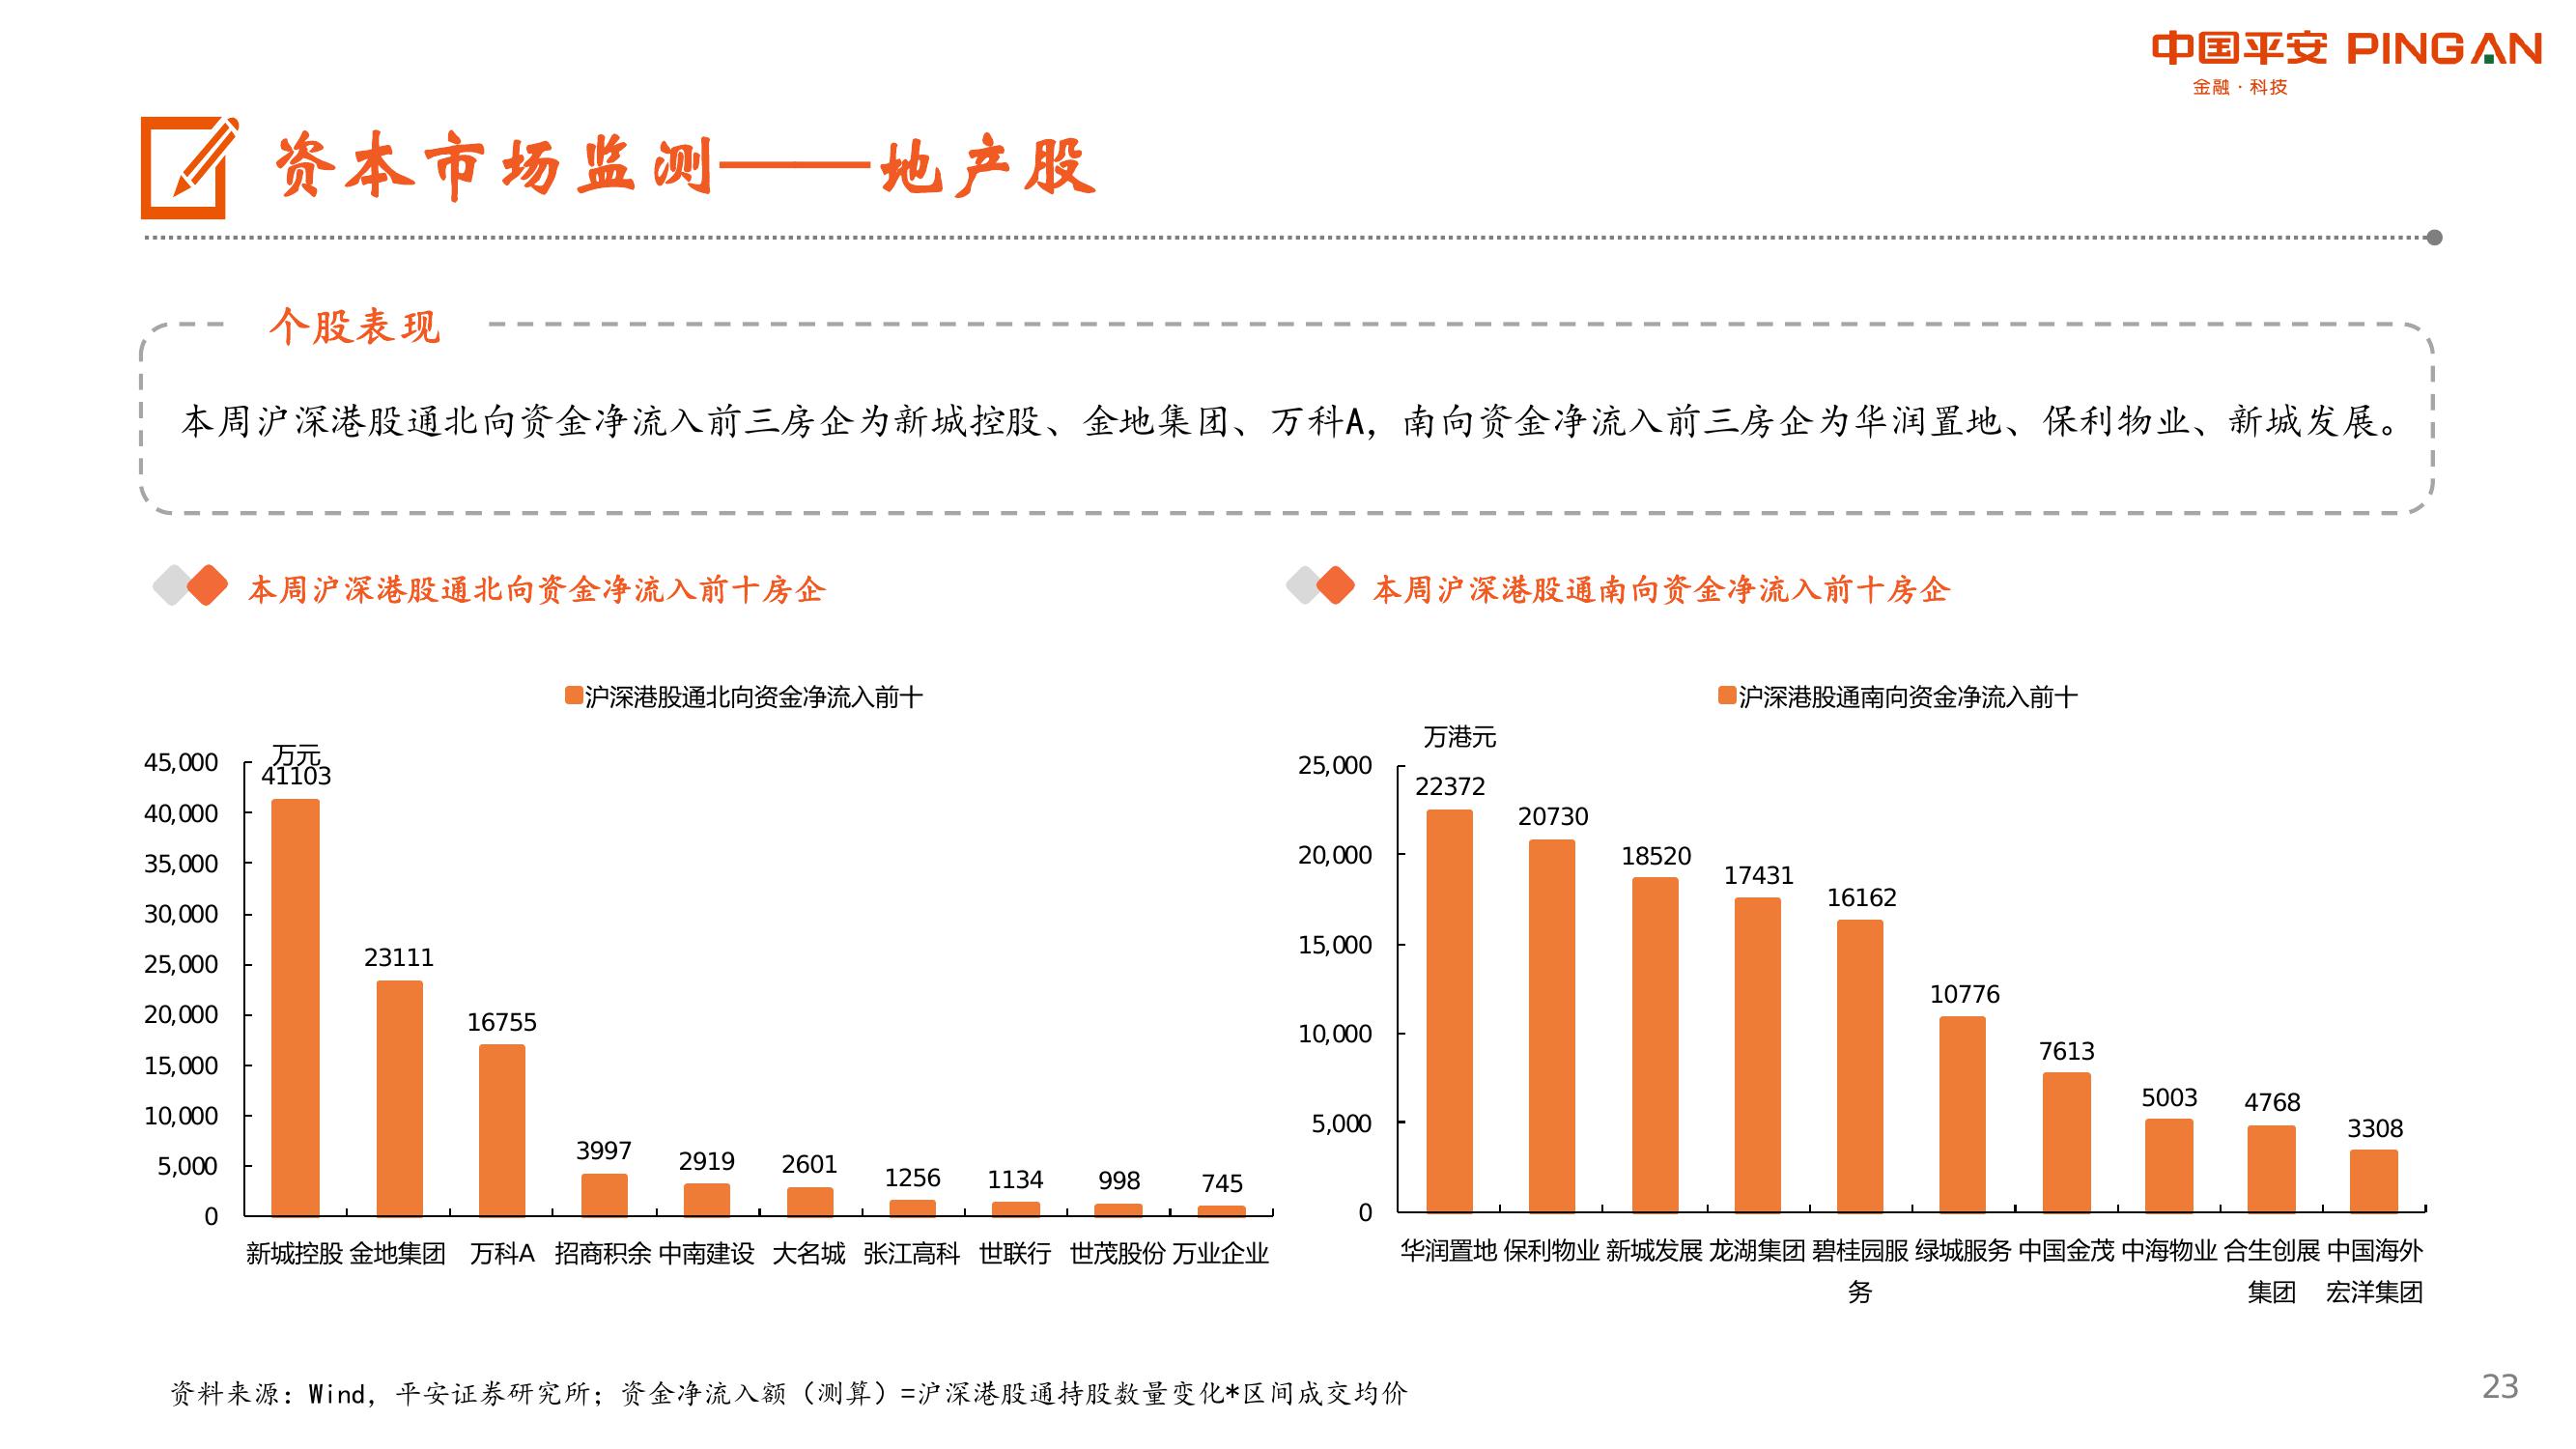 中国平安 PINGAN
金融·科技
资本市场监测——地产股
个股表现
本周沪深港股通北向资金净流入前三房企为新城控股、金地集团、万科A，南向资金净流入前三房企为华润置地、保利物业、新城发展。
本周沪深港股通北向资金净流入前十房企
沪深港股通北向资金净流入前十
万元
45,000
40,000
35,000
30,000
25,000
20,000
15,000
10,000
5,000
0
41103
23111
16755
3997
2919
2601
1256
1134
998
745
新城控股 金地集团 万科A 招商积余 中南建设 大名城 张江高科 世联行 世茂股份 万业企业
本周沪深港股通南向资金净流入前十房企
沪深港股通南向资金净流入前十
万港元
25,000
20,000
15,000
10,000
5,000
0
22372
20730
18520
17431
16162
10776
7613
5003
4768
3308
华润置地 保利物业 新城发展 龙湖集团 碧桂园服 绿城服务 中国金茂 中海物业 合生创展 中国海外
务 集团 宏洋集团
资料来源：Wind，平安证券研究所；资金净流入额（测算）=沪深港股通持股数量变化*区间成交均价
23